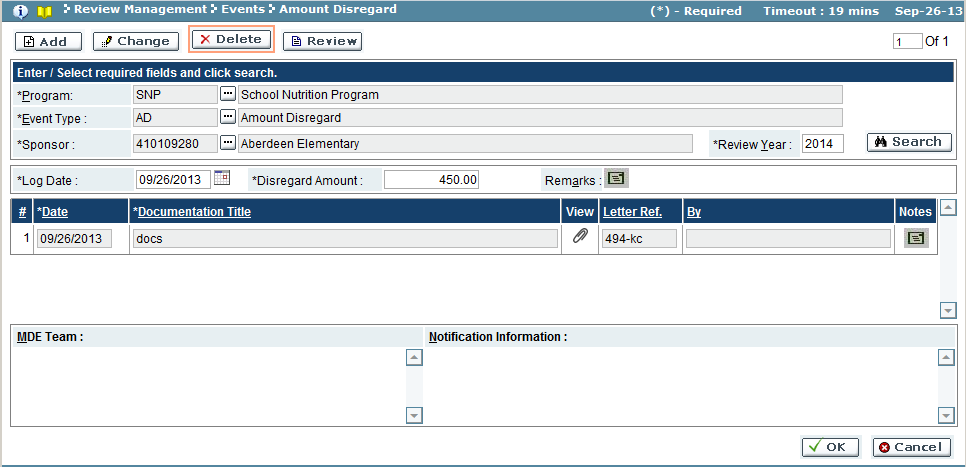 Review Management Events Amount Disregard (*) - Required Timeout : 19 mins Sep-26-13
Add Change Delete Review 1 Of 1
Enter / Select required fields and click search.
*Program: SNP School Nutrition Program
*Event Type : AD Amount Disregard
*Sponsor : 410109280 Aberdeen Elementary *Review Year : 2014 Search
*Log Date : 09/26/2013 *Disregard Amount : 450.00 Remarks :
# *Date *Documentation Title View Letter Ref. By Notes
1 09/26/2013 docs 494-kc
MDE Team : Notification Information :
OK Cancel